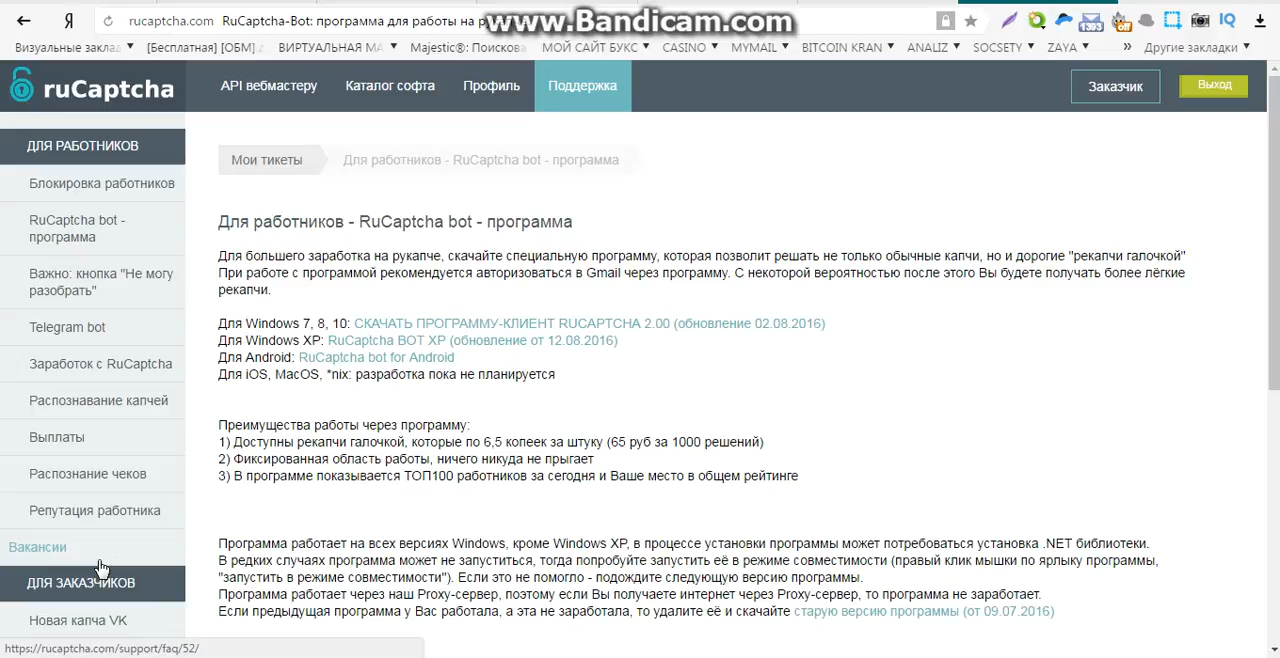 rucaptcha.com RuCaptcha-Bot: программа для работы на
www.Bandicam.com
Визуальные заклад [Бесплатная] [ОБМ] ВИРТУАЛЬНАЯ МА Majestic®: Поискова МОЙ САЙТ БУКС CASINO MYMAIL BITCOIN KRAN ANALIZ SOCSETY ZAYA » Другие закладки
ruCaptcha
API вебмастеру Каталог софта Профиль Поддержка Заказчик Выход
ДЛЯ РАБОТНИКОВ
Блокировка работников
RuCaptcha bot -
программа
Важно: кнопка "Не могу
разобрать"
Telegram bot
Заработок с RuCaptcha
Распознавание капчей
Выплаты
Распознание чеков
Репутация работника
Вакансии
ДЛЯ ЗАКАЗЧИКОВ
Новая капча VK
https://rucaptcha.com/support/faq/52/
Мои тикеты Для работников - RuCaptcha bot - программа
Для работников - RuCaptcha bot - программа
Для большего заработка на рукапче, скачайте специальную программу, которая позволит решать не только обычные капчи, но и дорогие "рекапчи галочкой"
При работе с программой рекомендуется авторизоваться в Gmail через программу. С некоторой вероятностью после этого Вы будете получать более лёгкие
рекапчи.
Для Windows 7, 8, 10: СКАЧАТЬ ПРОГРАММУ-КЛИЕНТ RUCAPTCHA 2.00 (обновление 02.08.2016)
Для Windows XP: RuCaptcha BOT XP (обновление от 12.08.2016)
Для Android: RuCaptcha bot for Android
Для iOS, MacOS, *nix: разработка пока не планируется
Преимущества работы через программу:
1) Доступны рекапчи галочкой, которые по 6,5 копеек за штуку (65 руб за 1000 решений)
2) Фиксированная область работы, ничего никуда не прыгает
3) В программе показывается ТОП100 работников за сегодня и Ваше место в общем рейтинге
Программа работает на всех версиях Windows, кроме Windows XP, в процессе установки программы может потребоваться установка .NET библиотеки.
В редких случаях программа может не запуститься, тогда попробуйте запустить её в режиме совместимости (правый клик мышки по ярлыку программы,
"запустить в режиме совместимости"). Если это не помогло - подождите следующую версию программы.
Программа работает через наш Proxy-сервер, поэтому если Вы получаете интернет через Proxy-сервер, то программа не заработает.
Если предыдущая программа у Вас работала, а эта не заработала, то удалите её и скачайте старую версию программы (от 09.07.2016)